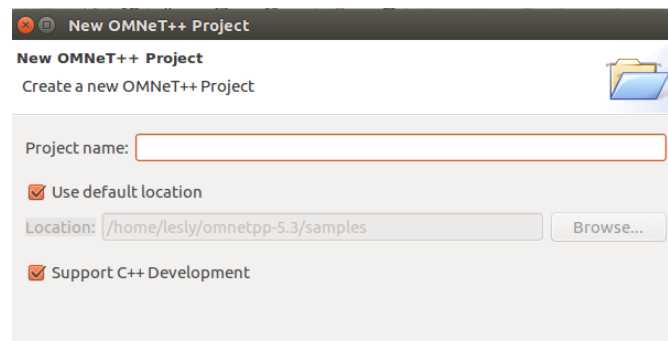 New OMNeT++ Project
New OMNeT++ Project
Create a new OMNeT++ Project
Project name:
Use default location
Location: /home/lesly/omnetpp-5.3/samples Browse...
Support C++ Development